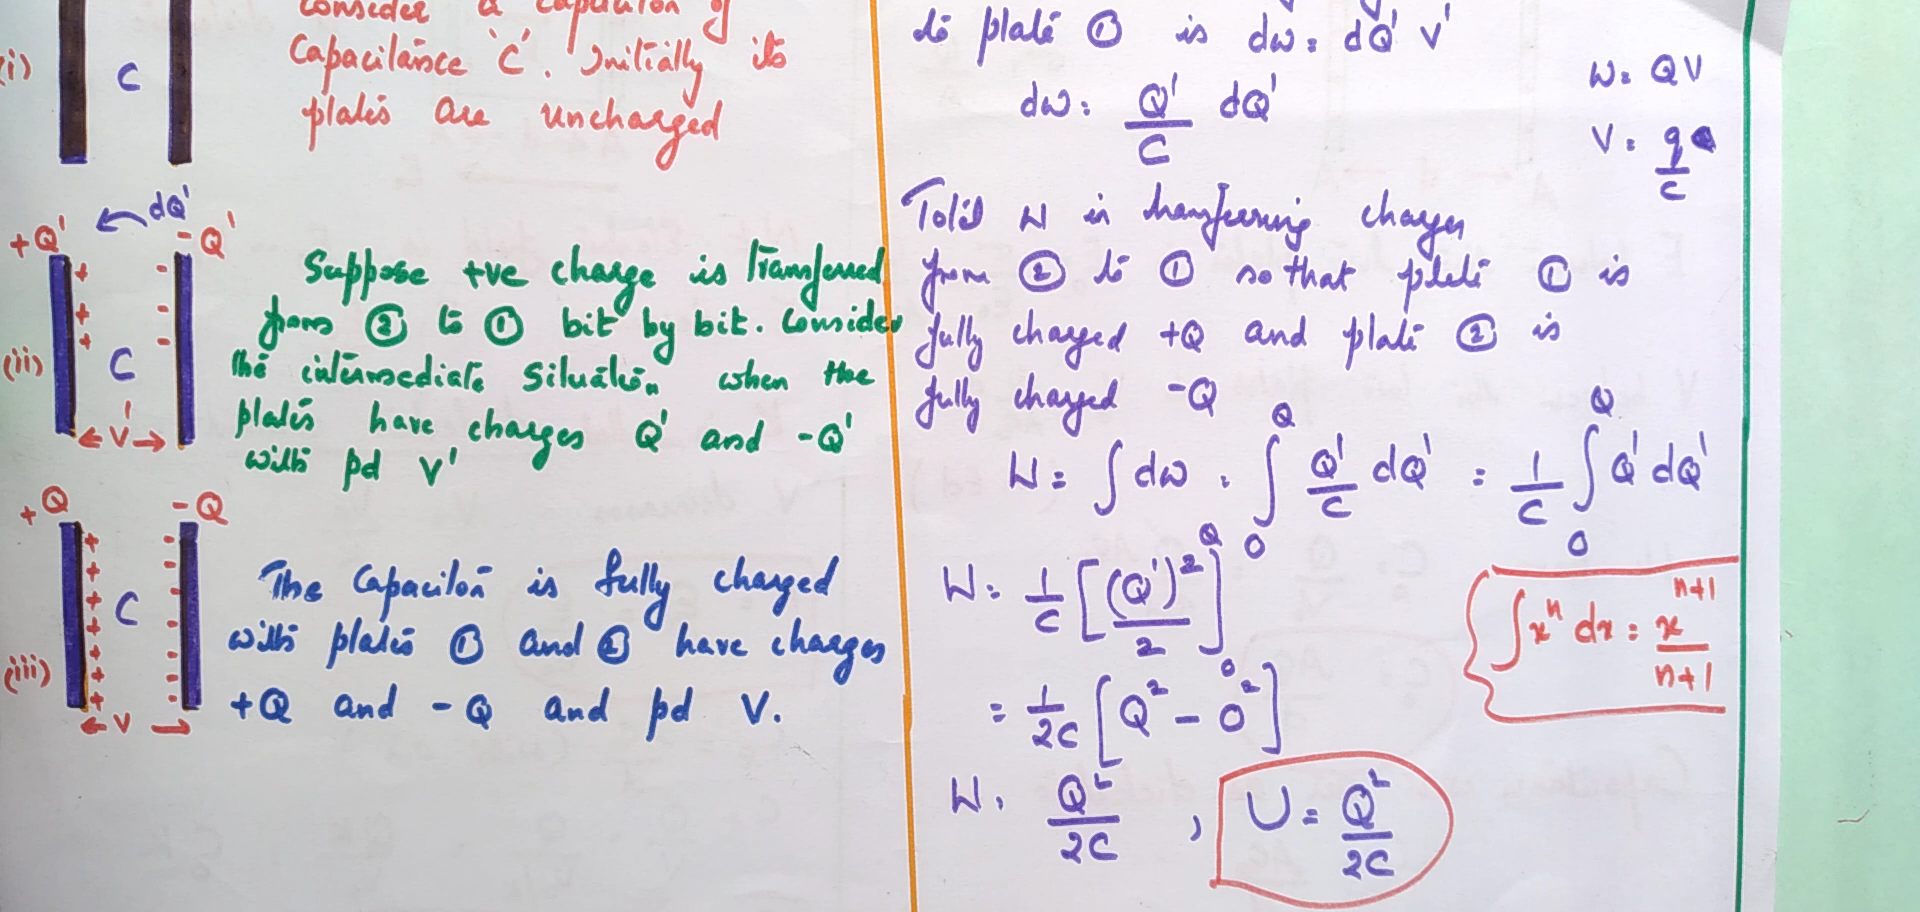 consider a capacitor of
Capacitance 'C'. Initially its
plates are uncharged
(i)
C
dQ'
+Q'
-Q'
(ii)
C
V'
Suppose +ve charge is Transferred
from ② to ① bit by bit. Consider
the intermediate situation when the
plates have charges Q' and -Q'
with pd V'
+Q
-Q
(iii)
C
V
The Capacitor is fully charged
with plates ① and ② have charges
+Q and -Q and pd V.
to plate ① is dw = dQ' V'
dw = Q'/C dQ'
W = QV
V = q/C
Total W in transferring charges
from ② to ① so that plate ① is
fully charged +Q and plate ② is
fully charged -Q
W = ∫ dw = ∫₀^Q Q'/C dQ' = 1/C ∫₀^Q Q' dQ'
W = 1/C [(Q')²/2]₀^Q
= 1/2C [Q² - 0²]
W = Q²/2C , U = Q²/2C
∫xⁿ dx = x^(n+1)/(n+1)